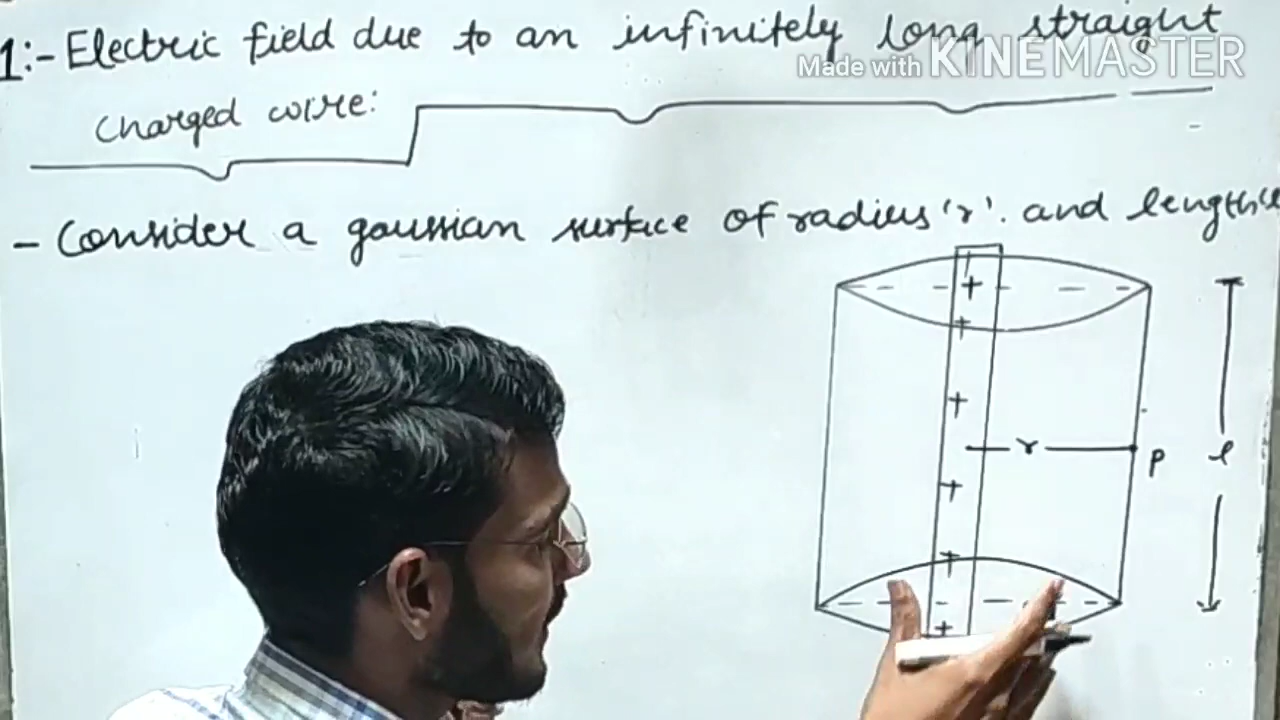 1:- Electric field due to an infinitely long straight
Made with KINEMASTER
charged wire:
- Consider a gaussian surface of radius 'r'. and length
+
+
+
r
P
l
+
+
+